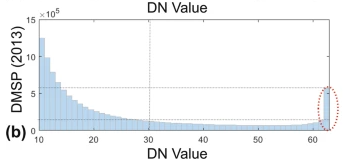 DN Value
15 ×10⁵
10
5
0
DMSP (2013)
(b)
10 20 30 40 50 60
DN Value